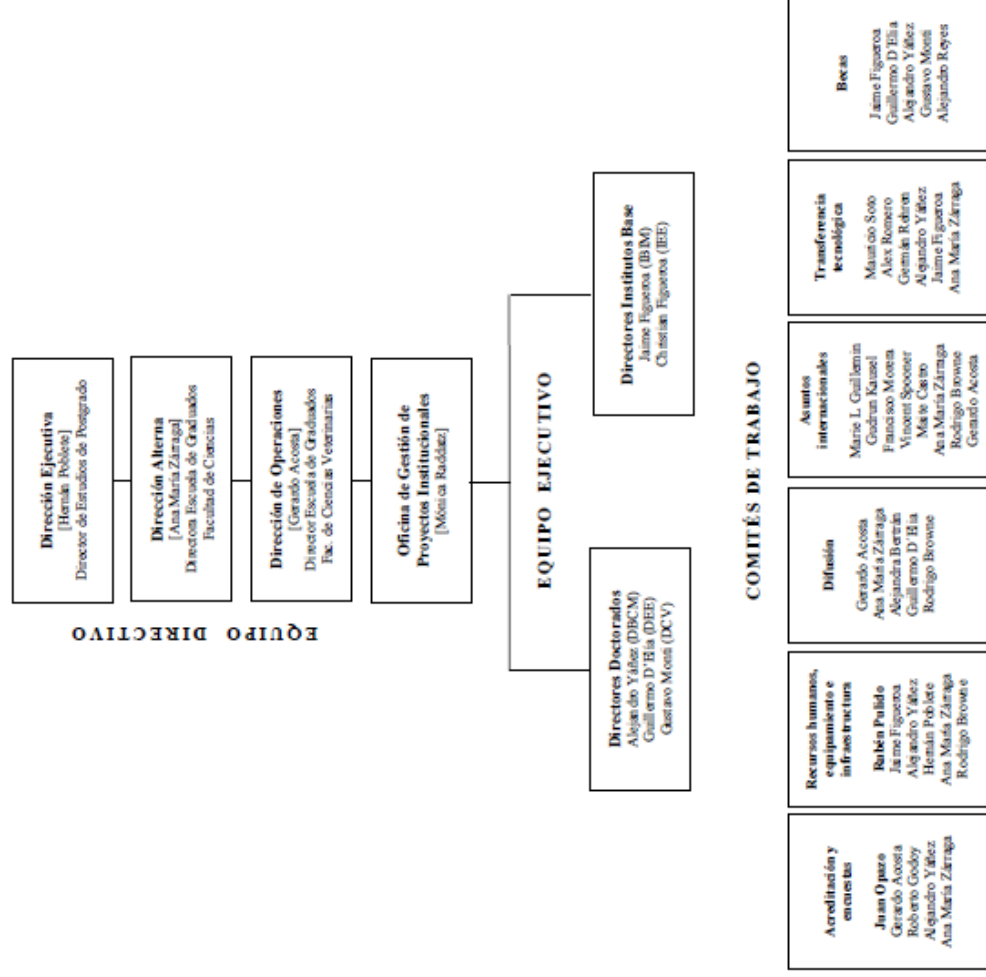 EQUIPO DIRECTIVO
Dirección Ejecutiva
[Hernán Poblete]
Director de Estudios de Postgrado
Dirección Alterna
[Ana María Zárraga]
Directora Escuela de Graduados
Facultad de Ciencias
Dirección de Operaciones
[Gerardo Acosta]
Director Escuela de Graduados
Fac. de Ciencias Veterinarias
Oficina de Gestión de
Proyectos Institucionales
[Mónica Raddatz]
EQUIPO EJECUTIVO
Directores Doctorados
Alejandro Yáñez (DBCM)
Guillermo D'Elía (DEE)
Gustavo Monti (DCV)
Directores Institutos Base
Jaime Figueroa (IBIM)
Christian Figueroa (IEE)
COMITÉS DE TRABAJO
Acreditación y
encuestas
Juan Opazo
Gerardo Acosta
Roberto Godoy
Alejandro Yáñez
Ana María Zárraga
Recursos humanos,
equipamiento e
infraestructura
Rubén Pulido
Jaime Figueroa
Alejandro Yáñez
Hernán Poblete
Ana María Zárraga
Rodrigo Browne
Difusión
Gerardo Acosta
Ana María Zárraga
Alejandra Bertrán
Guillermo D'Elía
Rodrigo Browne
Asuntos
internacionales
Marie L Guillemin
Gudrun Kausel
Francisco Morera
Vincent Spooner
Maite Castro
Ana María Zárraga
Rodrigo Browne
Gerardo Acosta
Transferencia
tecnológica
Mauricio Soto
Alex Romero
Germán Rehren
Alejandro Yáñez
Jaime Figueroa
Ana María Zárraga
Becas
Jaime Figueroa
Guillermo D'Elia
Alejandro Yáñez
Gustavo Monti
Alejandro Reyes